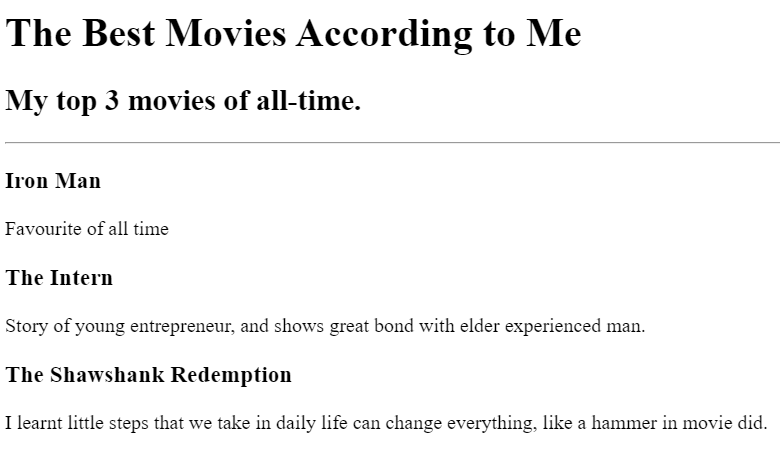 The Best Movies According to Me
My top 3 movies of all-time.
Iron Man
Favourite of all time
The Intern
Story of young entrepreneur, and shows great bond with elder experienced man.
The Shawshank Redemption
I learnt little steps that we take in daily life can change everything, like a hammer in movie did.